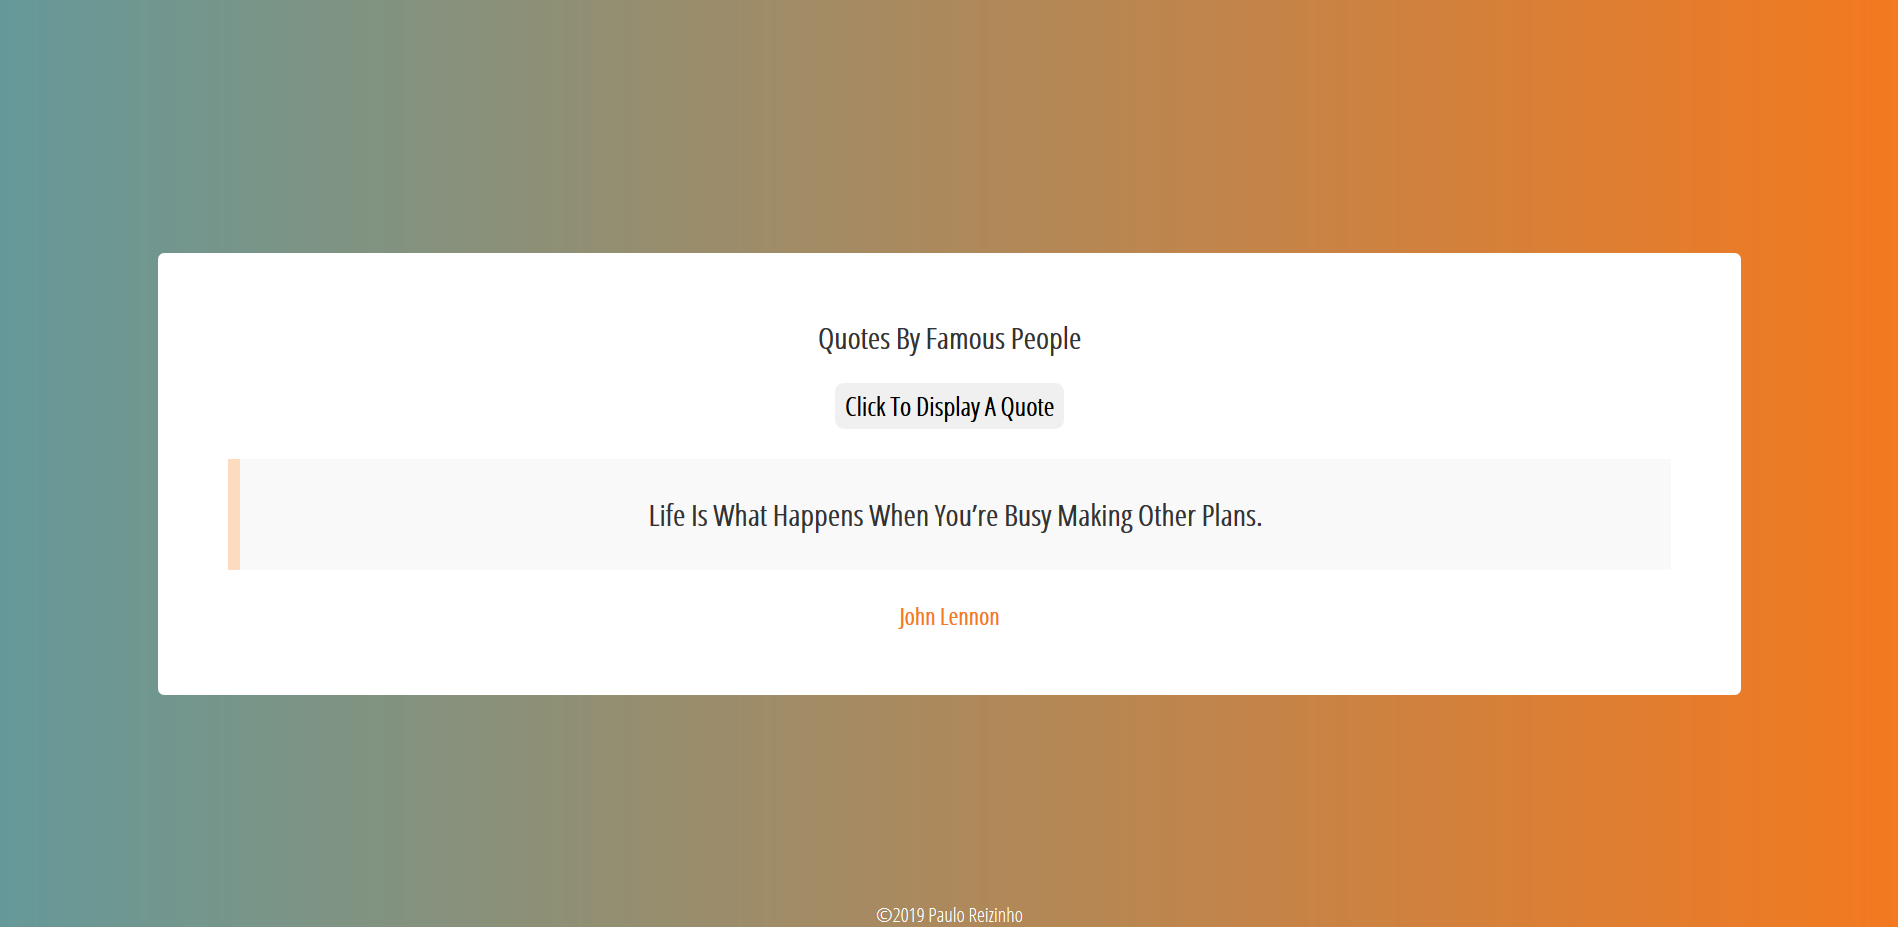 Quotes By Famous People
Click To Display A Quote
Life Is What Happens When You’re Busy Making Other Plans.
John Lennon
©2019 Paulo Reizinho